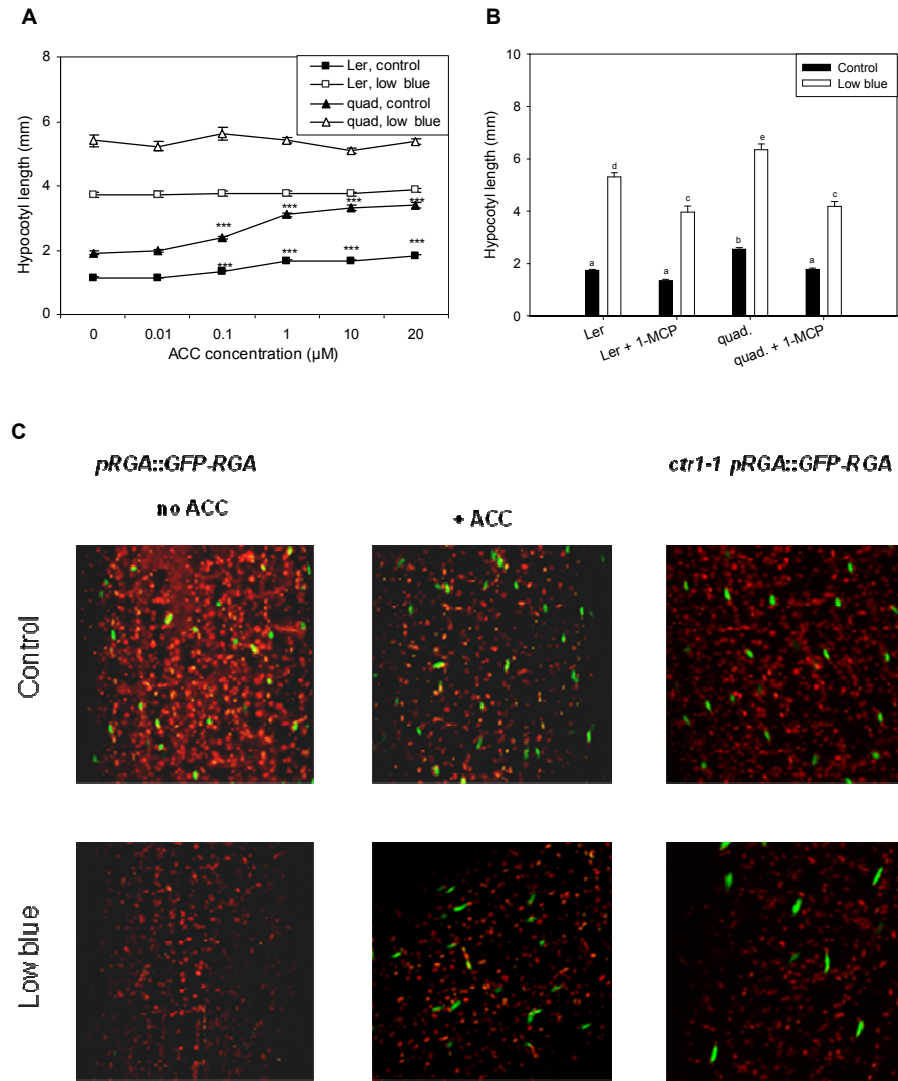 A
Hypocotyl length (mm)
8
6
4
2
0
Ler, control
Ler, low blue
quad, control
quad, low blue
***
***
***
***
***
***
***
***
0 0.01 0.1 1 10 20
ACC concentration (µM)
B
Hypocotyl length (mm)
10
8
6
4
2
0
Control
Low blue
a
d
a
c
b
e
a
c
Ler
Ler + 1-MCP
quad.
quad. + 1-MCP
C
pRGA::GFP-RGA
ctr1-1 pRGA::GFP-RGA
no ACC
+ ACC
Control
Low blue